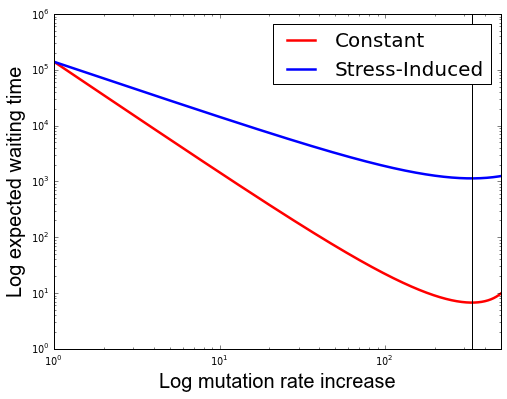 Constant
Stress-Induced
Log expected waiting time
10^6
10^5
10^4
10^3
10^2
10^1
10^0
10^0
10^1
10^2
Log mutation rate increase